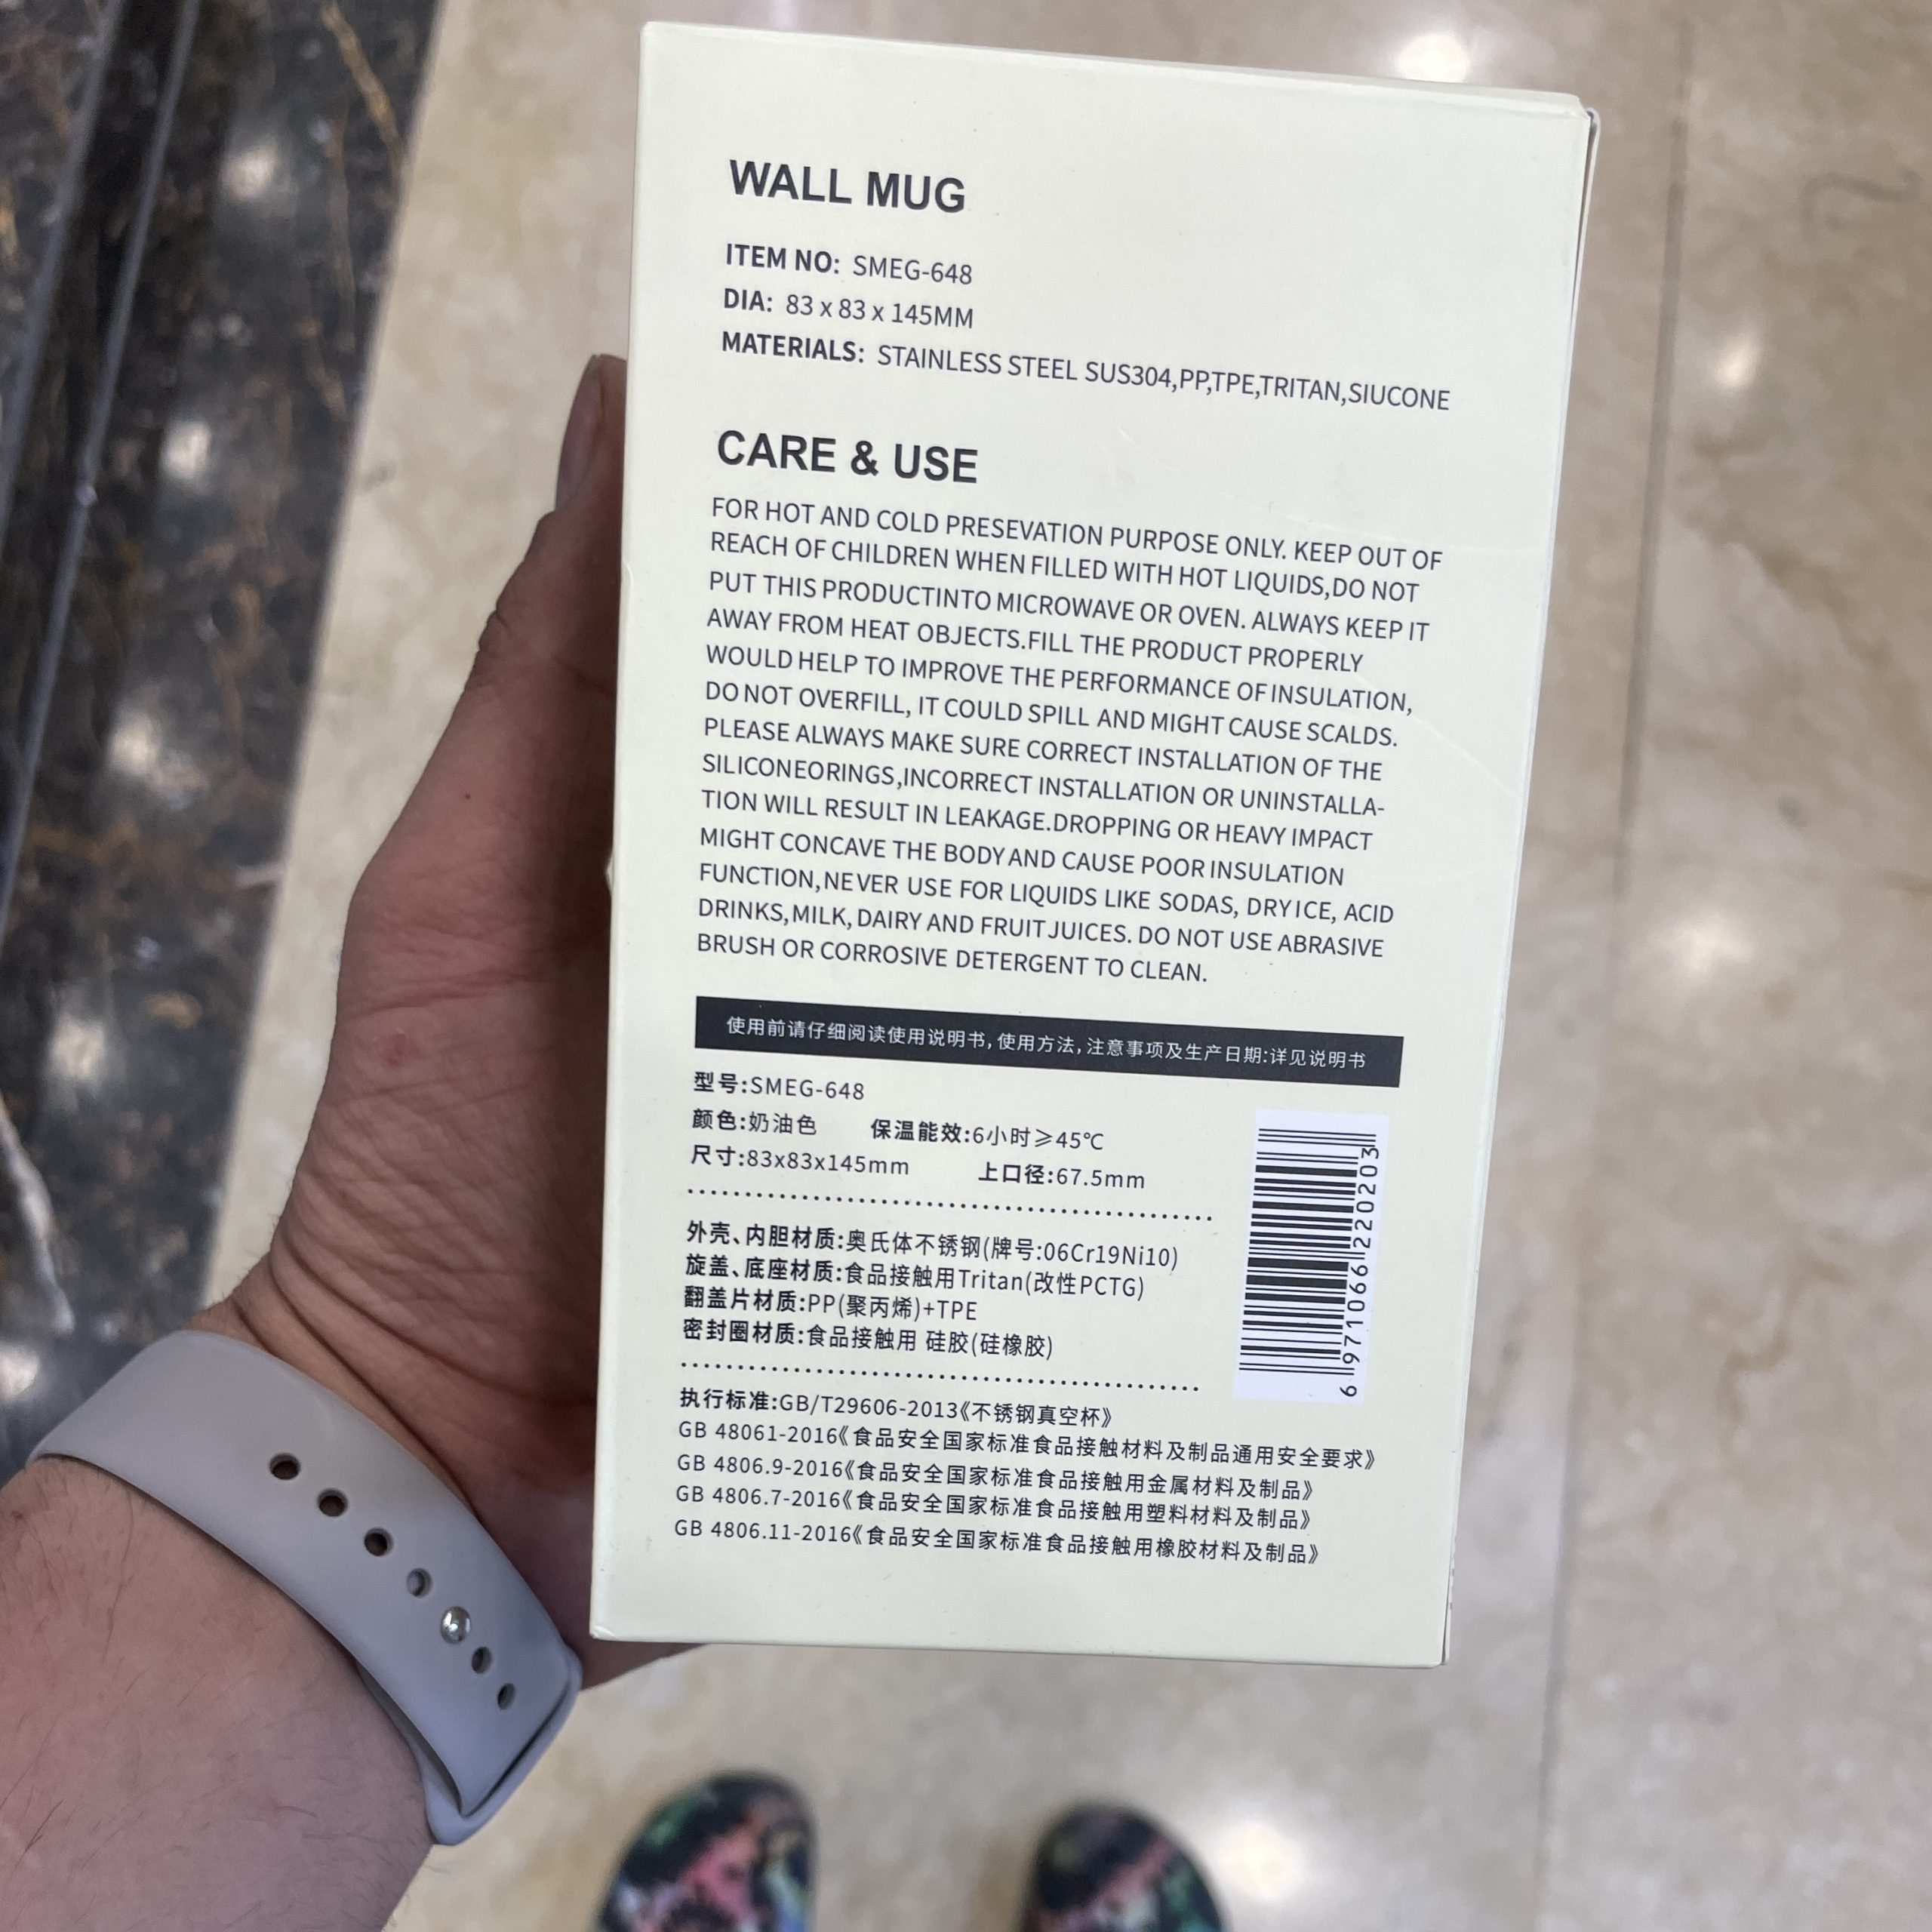 WALL MUG
ITEM NO: SMEG-648
DIA: 83 x 83 x 145MM
MATERIALS: STAINLESS STEEL SUS304,PP,TPE,TRITAN,SIUCONE
CARE & USE
FOR HOT AND COLD PRESEVATION PURPOSE ONLY. KEEP OUT OF
REACH OF CHILDREN WHEN FILLED WITH HOT LIQUIDS,DO NOT
PUT THIS PRODUCTINTO MICROWAVE OR OVEN. ALWAYS KEEP IT
AWAY FROM HEAT OBJECTS.FILL THE PRODUCT PROPERLY
WOULD HELP TO IMPROVE THE PERFORMANCE OF INSULATION,
DO NOT OVERFILL, IT COULD SPILL AND MIGHT CAUSE SCALDS.
PLEASE ALWAYS MAKE SURE CORRECT INSTALLATION OF THE
SILICONEORINGS,INCORRECT INSTALLATION OR UNINSTALLA-
TION WILL RESULT IN LEAKAGE.DROPPING OR HEAVY IMPACT
MIGHT CONCAVE THE BODY AND CAUSE POOR INSULATION
FUNCTION,NEVER USE FOR LIQUIDS LIKE SODAS, DRY ICE, ACID
DRINKS,MILK, DAIRY AND FRUIT JUICES. DO NOT USE ABRASIVE
BRUSH OR CORROSIVE DETERGENT TO CLEAN.
使用前请仔细阅读使用说明书,使用方法,注意事项及生产日期:详见说明书
型号:SMEG-648
颜色:奶油色 保温能效:6小时≥45℃
尺寸:83x83x145mm 上口径:67.5mm
外壳、内胆材质:奥氏体不锈钢(牌号:06Cr19Ni10)
旋盖、底座材质:食品接触用Tritan(改性PCTG)
翻盖片材质:PP(聚丙烯)+TPE
密封圈材质:食品接触用 硅胶(硅橡胶)
6 971066 220203
执行标准:GB/T29606-2013《不锈钢真空杯》
GB 48061-2016《食品安全国家标准食品接触材料及制品通用安全要求》
GB 4806.9-2016《食品安全国家标准食品接触用金属材料及制品》
GB 4806.7-2016《食品安全国家标准食品接触用塑料材料及制品》
GB 4806.11-2016《食品安全国家标准食品接触用橡胶材料及制品》